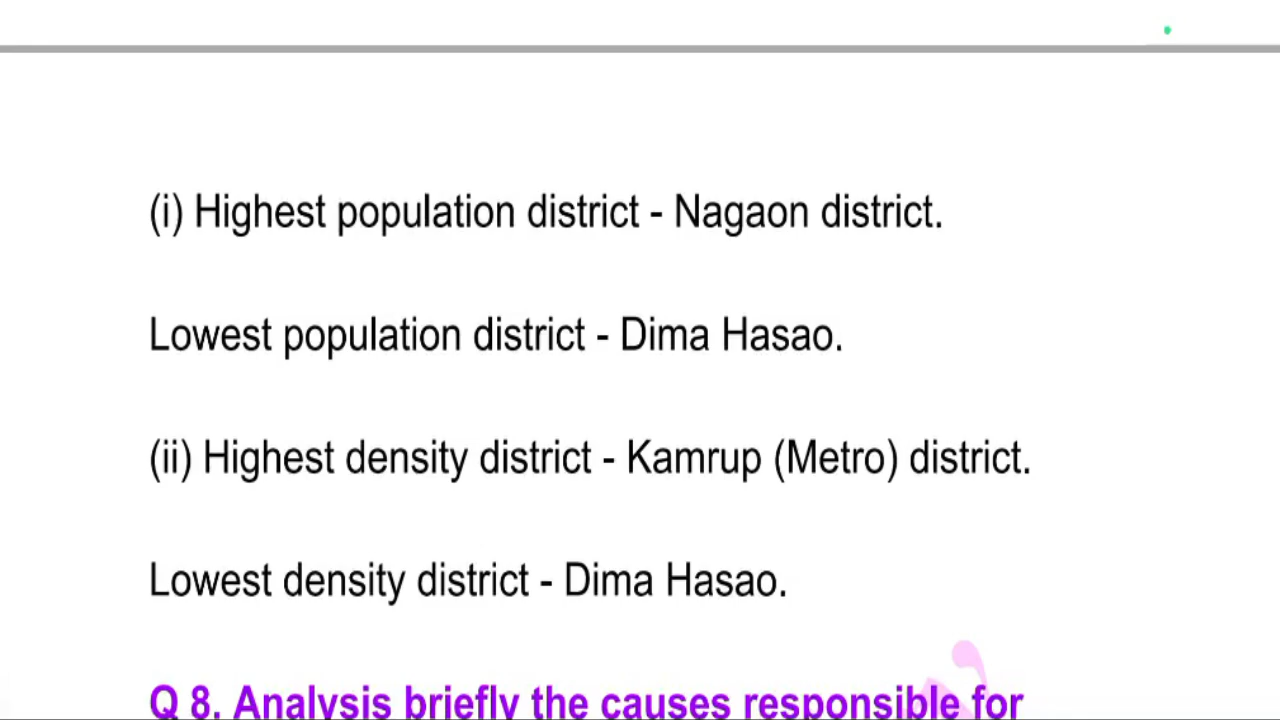 (i) Highest population district - Nagaon district.
Lowest population district - Dima Hasao.
(ii) Highest density district - Kamrup (Metro) district.
Lowest density district - Dima Hasao.
Q 8. Analysis briefly the causes responsible for